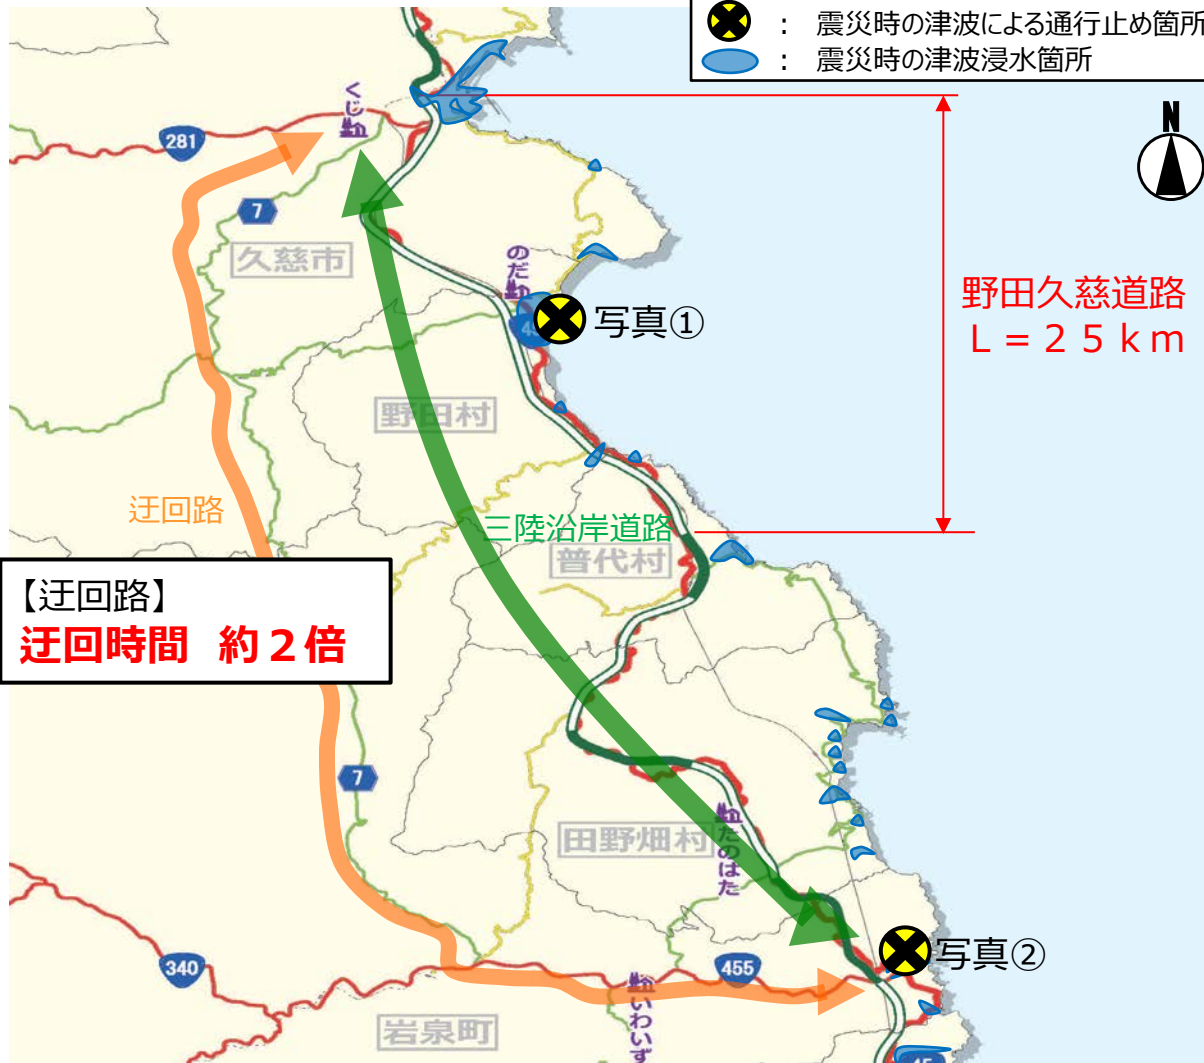 ： 震災時の津波による通行止め箇所
： 震災時の津波浸水箇所
N
くじ
281
7
久慈市
のだ
写真①
野田久慈道路
L＝25km
野田村
迂回路
三陸沿岸道路
普代村
【迂回路】
迂回時間 約２倍
7
田野畑村
たのはた
写真②
340
455
いわいず
岩泉町
45